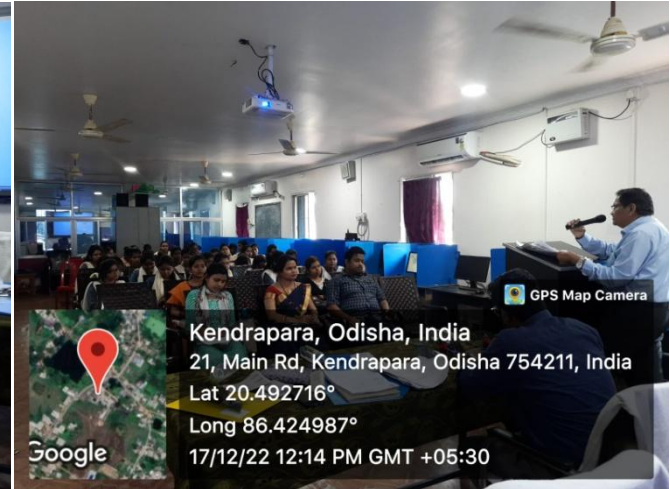 GPS Map Camera
Kendrapara, Odisha, India
21, Main Rd, Kendrapara, Odisha 754211, India
Lat 20.492716°
Long 86.424987°
17/12/22 12:14 PM GMT +05:30
Google